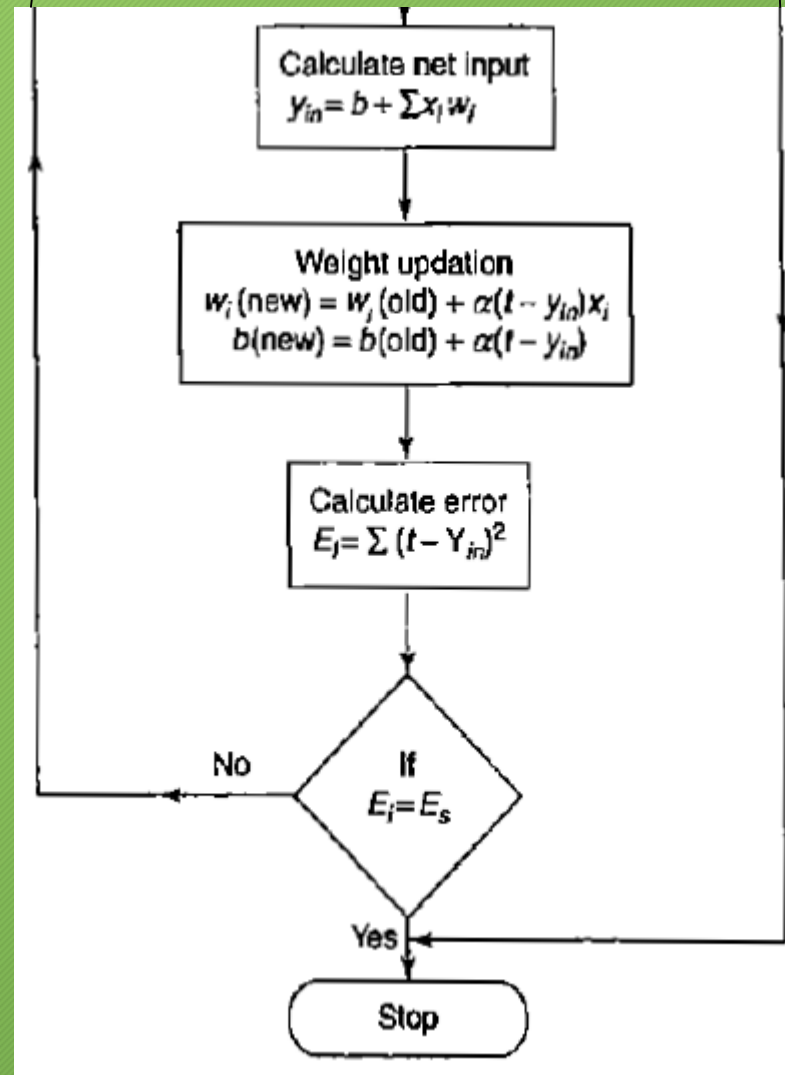 Calculate net input
y_in = b + Σx_i w_i
Weight updation
w_i (new) = w_i (old) + α(t − y_in)x_i
b(new) = b(old) + α(t − y_in)
Calculate error
E_i = Σ (t − Y_in)²
No
If
E_i = E_s
Yes
Stop